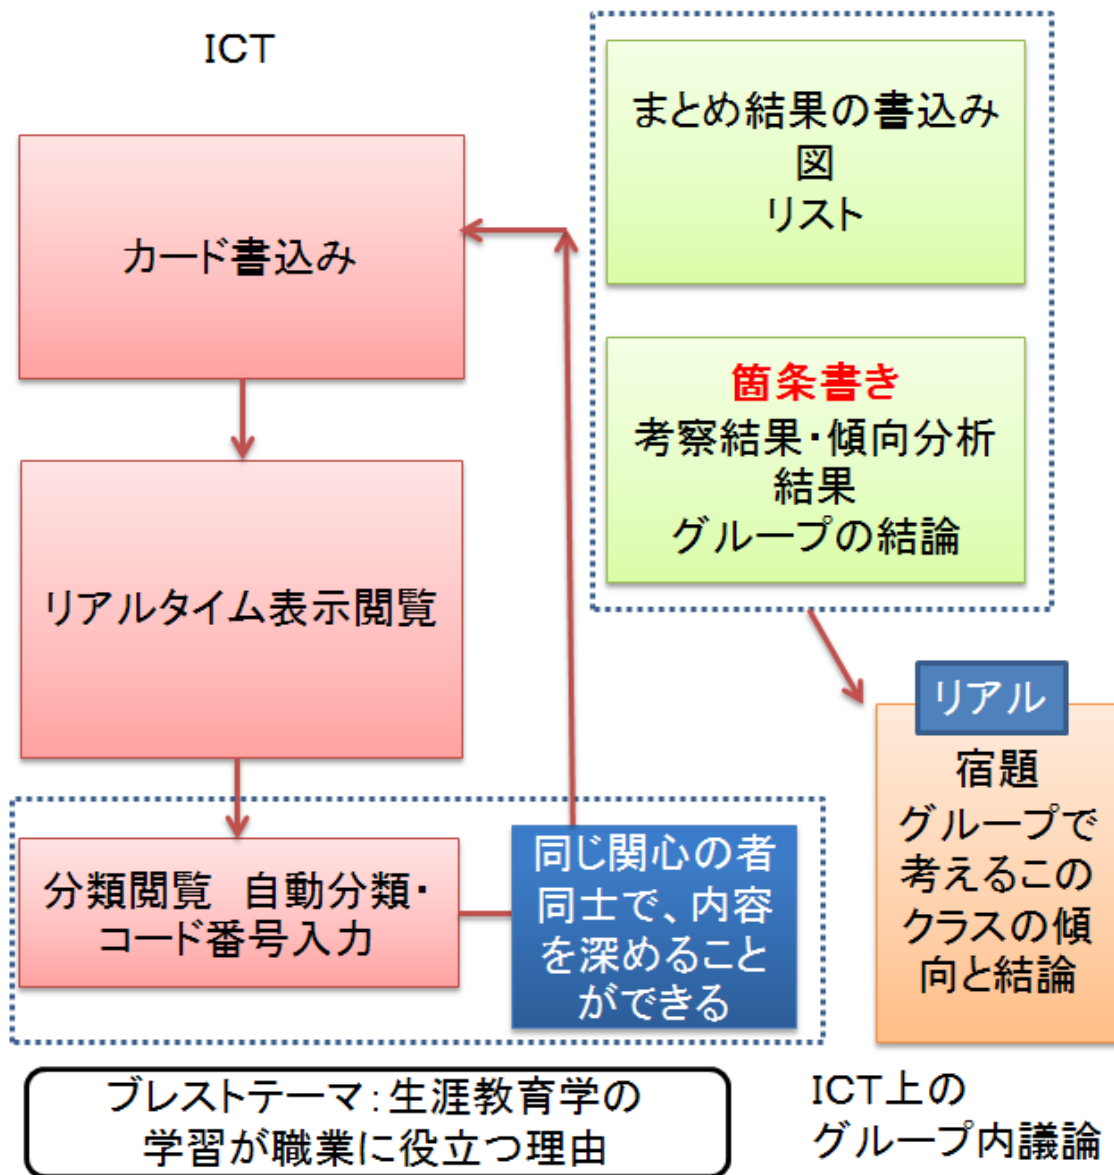 ICT
カード書込み
リアルタイム表示閲覧
分類閲覧　自動分類・
コード番号入力
同じ関心の者
同士で、内容
を深めること
ができる
まとめ結果の書込み
図
リスト
箇条書き
考察結果・傾向分析
結果
グループの結論
リアル
宿題
グループで
考えるこの
クラスの傾
向と結論
ブレストテーマ：生涯教育学の
学習が職業に役立つ理由
ICT上の
グループ内議論